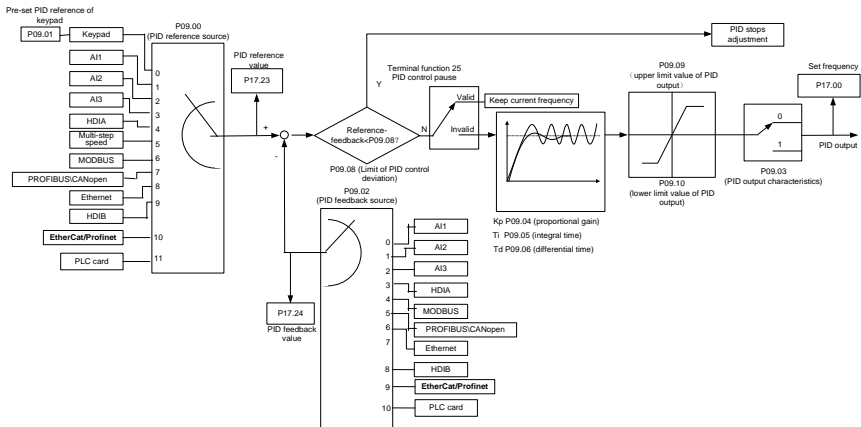 Pre-set PID reference of
keypad
P09.01
Keypad
AI1
AI2
AI3
HDIA
Multi-step
speed
MODBUS
PROFIBUS\CANopen
Ethernet
HDIB
EtherCat/Profinet
PLC card
P09.00
(PID reference source)
0
1
2
3
4
5
6
7
8
9
10
11
PID reference
value
P17.23
+
-
Reference-
feedback<P09.08?
Y
N
P09.08 (Limit of PID control
deviation)
Terminal function 25
PID control pause
Valid
Invalid
Keep current frequency
PID stops
adjustment
Kp P09.04 (proportional gain)
Ti P09.05 (integral time)
Td P09.06 (differential time)
P09.09
(upper limit value of PID
output)
P09.10
(lower limit value of PID
output)
0
1
P09.03
(PID output characteristics)
Set frequency
P17.00
PID output
P09.02
(PID feedback source)
0
1
2
3
4
5
6
7
8
9
10
AI1
AI2
AI3
HDIA
MODBUS
PROFIBUS\CANopen
Ethernet
HDIB
EtherCat/Profinet
PLC card
P17.24
PID feedback
value